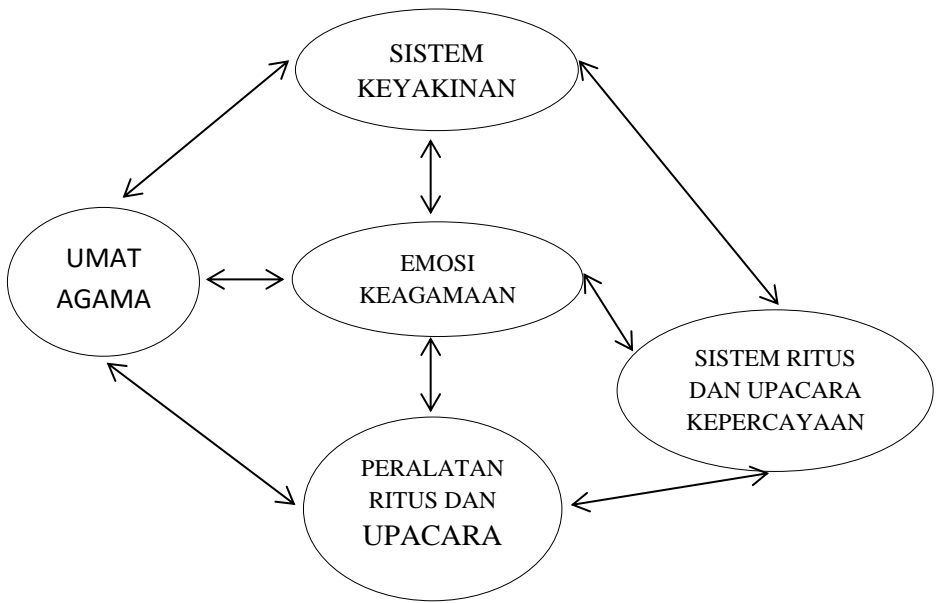 SISTEM
KEYAKINAN
UMAT
AGAMA
EMOSI
KEAGAMAAN
SISTEM RITUS
DAN UPACARA
KEPERCAYAAN
PERALATAN
RITUS DAN
UPACARA